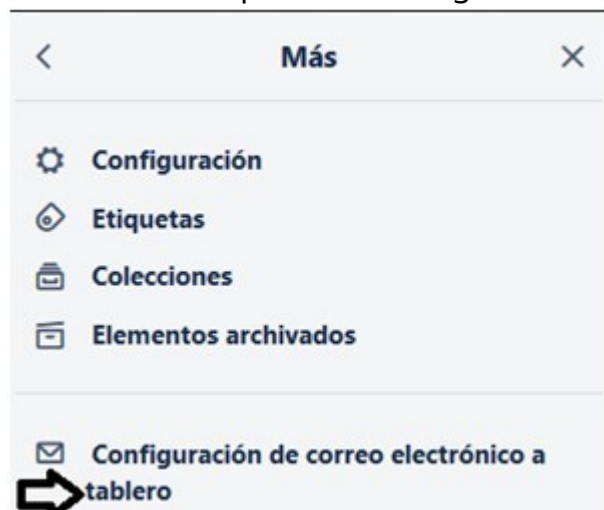 Más
Configuración
Etiquetas
Colecciones
Elementos archivados
Configuración de correo electrónico a
tablero